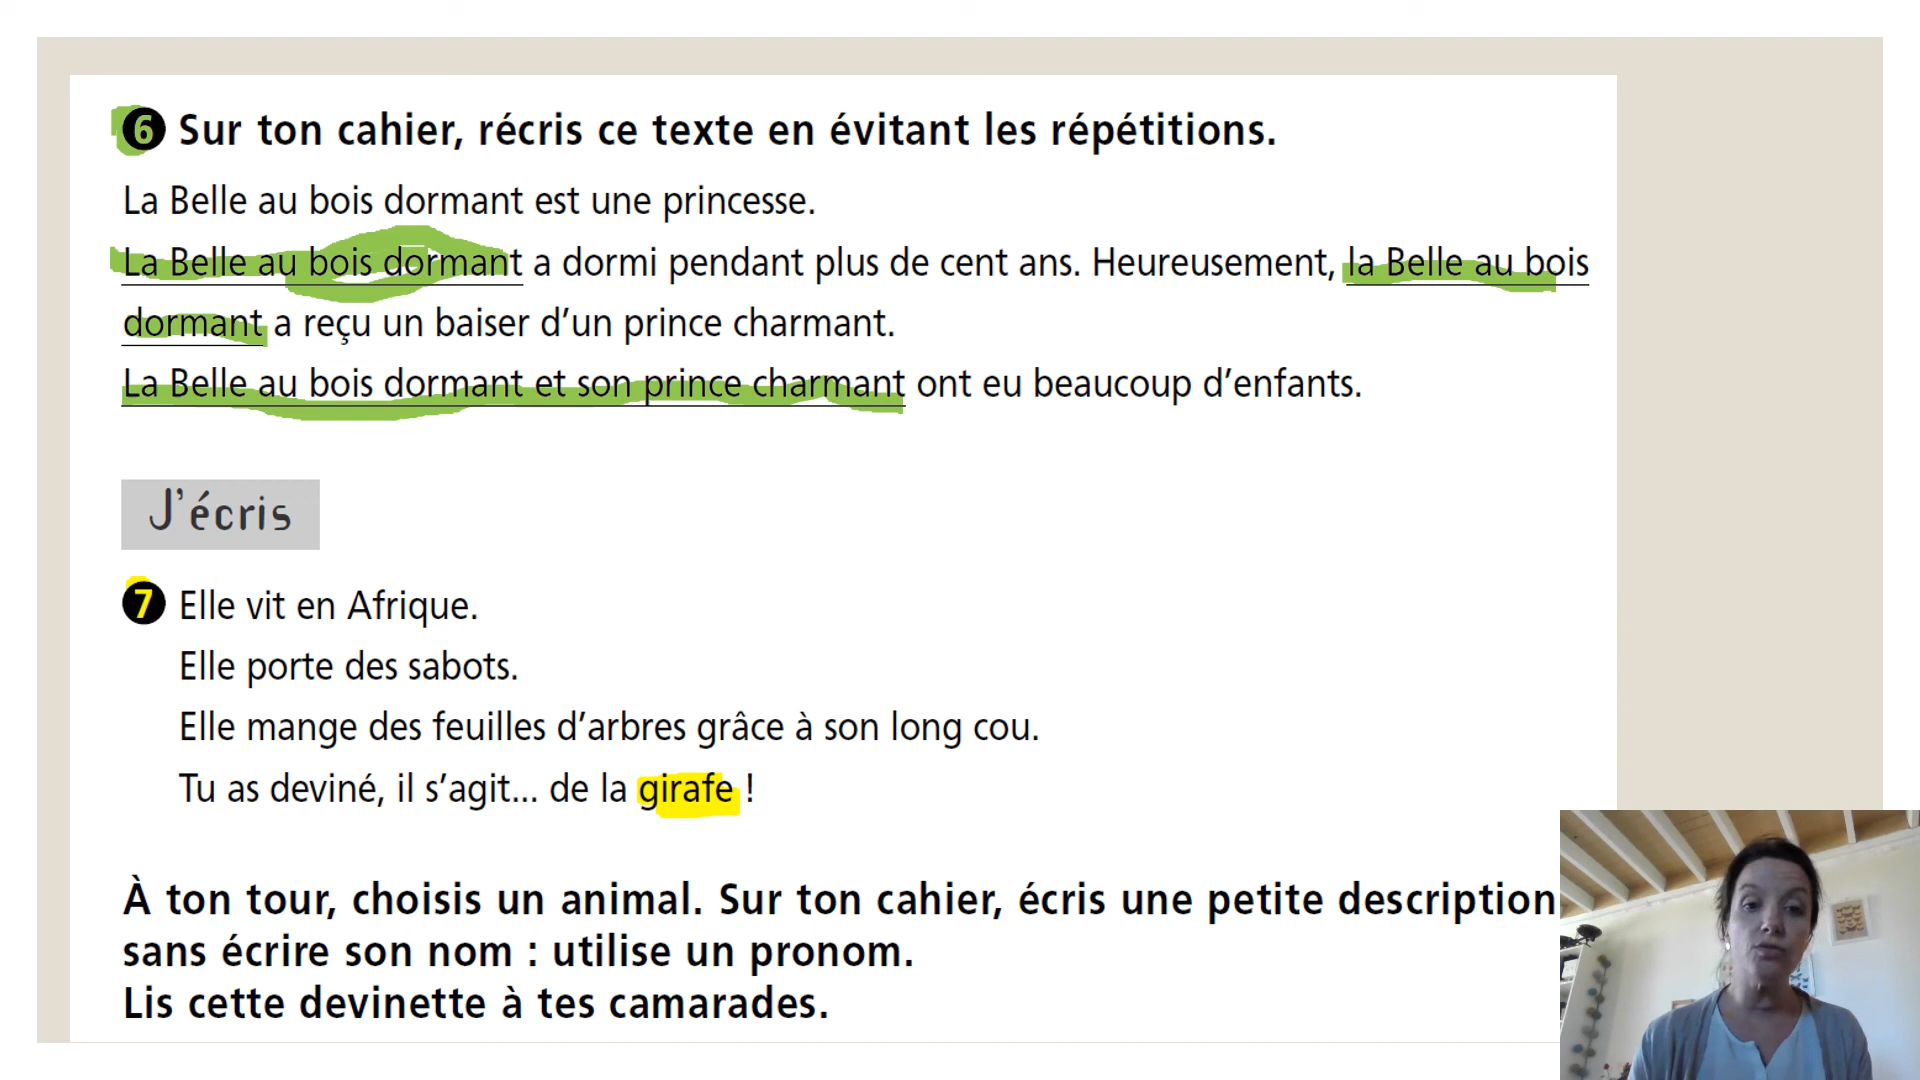 6 Sur ton cahier, récris ce texte en évitant les répétitions.
La Belle au bois dormant est une princesse.
La Belle au bois dormant a dormi pendant plus de cent ans. Heureusement, la Belle au bois
dormant a reçu un baiser d’un prince charmant.
La Belle au bois dormant et son prince charmant ont eu beaucoup d’enfants.
J’écris
7 Elle vit en Afrique.
Elle porte des sabots.
Elle mange des feuilles d’arbres grâce à son long cou.
Tu as deviné, il s’agit... de la girafe !
À ton tour, choisis un animal. Sur ton cahier, écris une petite description
sans écrire son nom : utilise un pronom.
Lis cette devinette à tes camarades.